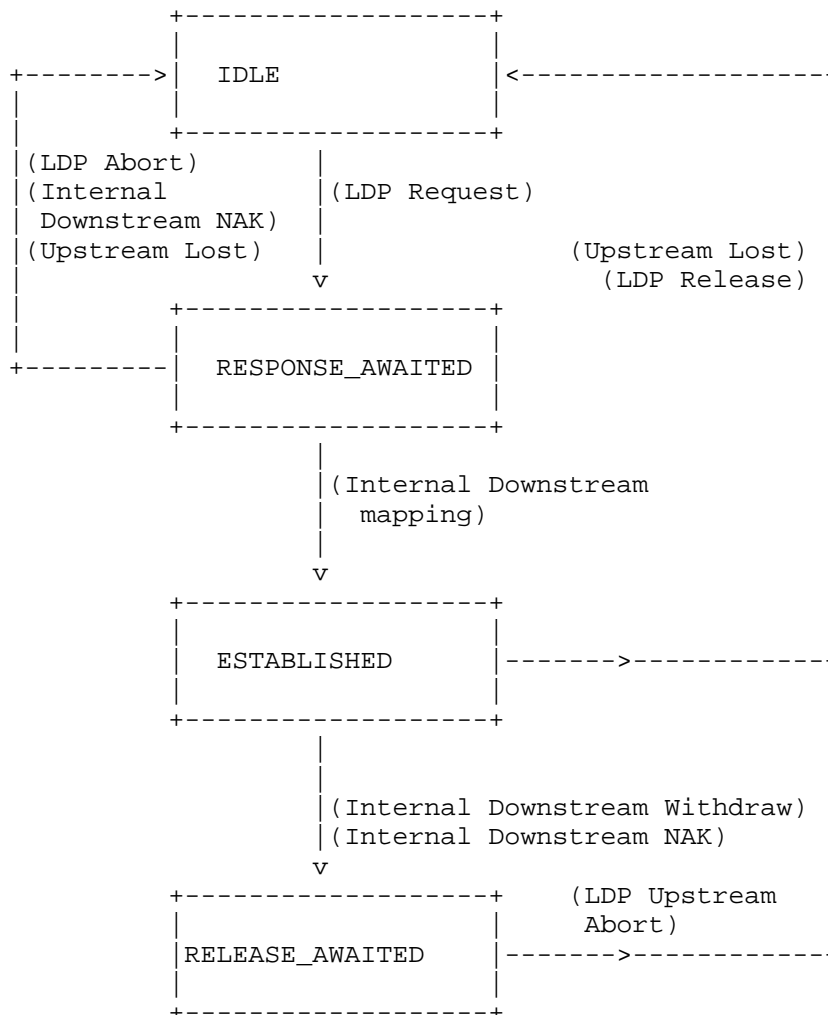 IDLE
(LDP Abort)
(Internal (LDP Request)
Downstream NAK)
(Upstream Lost) (Upstream Lost)
(LDP Release)
RESPONSE_AWAITED
(Internal Downstream
mapping)
ESTABLISHED
(Internal Downstream Withdraw)
(Internal Downstream NAK)
(LDP Upstream
Abort)
RELEASE_AWAITED